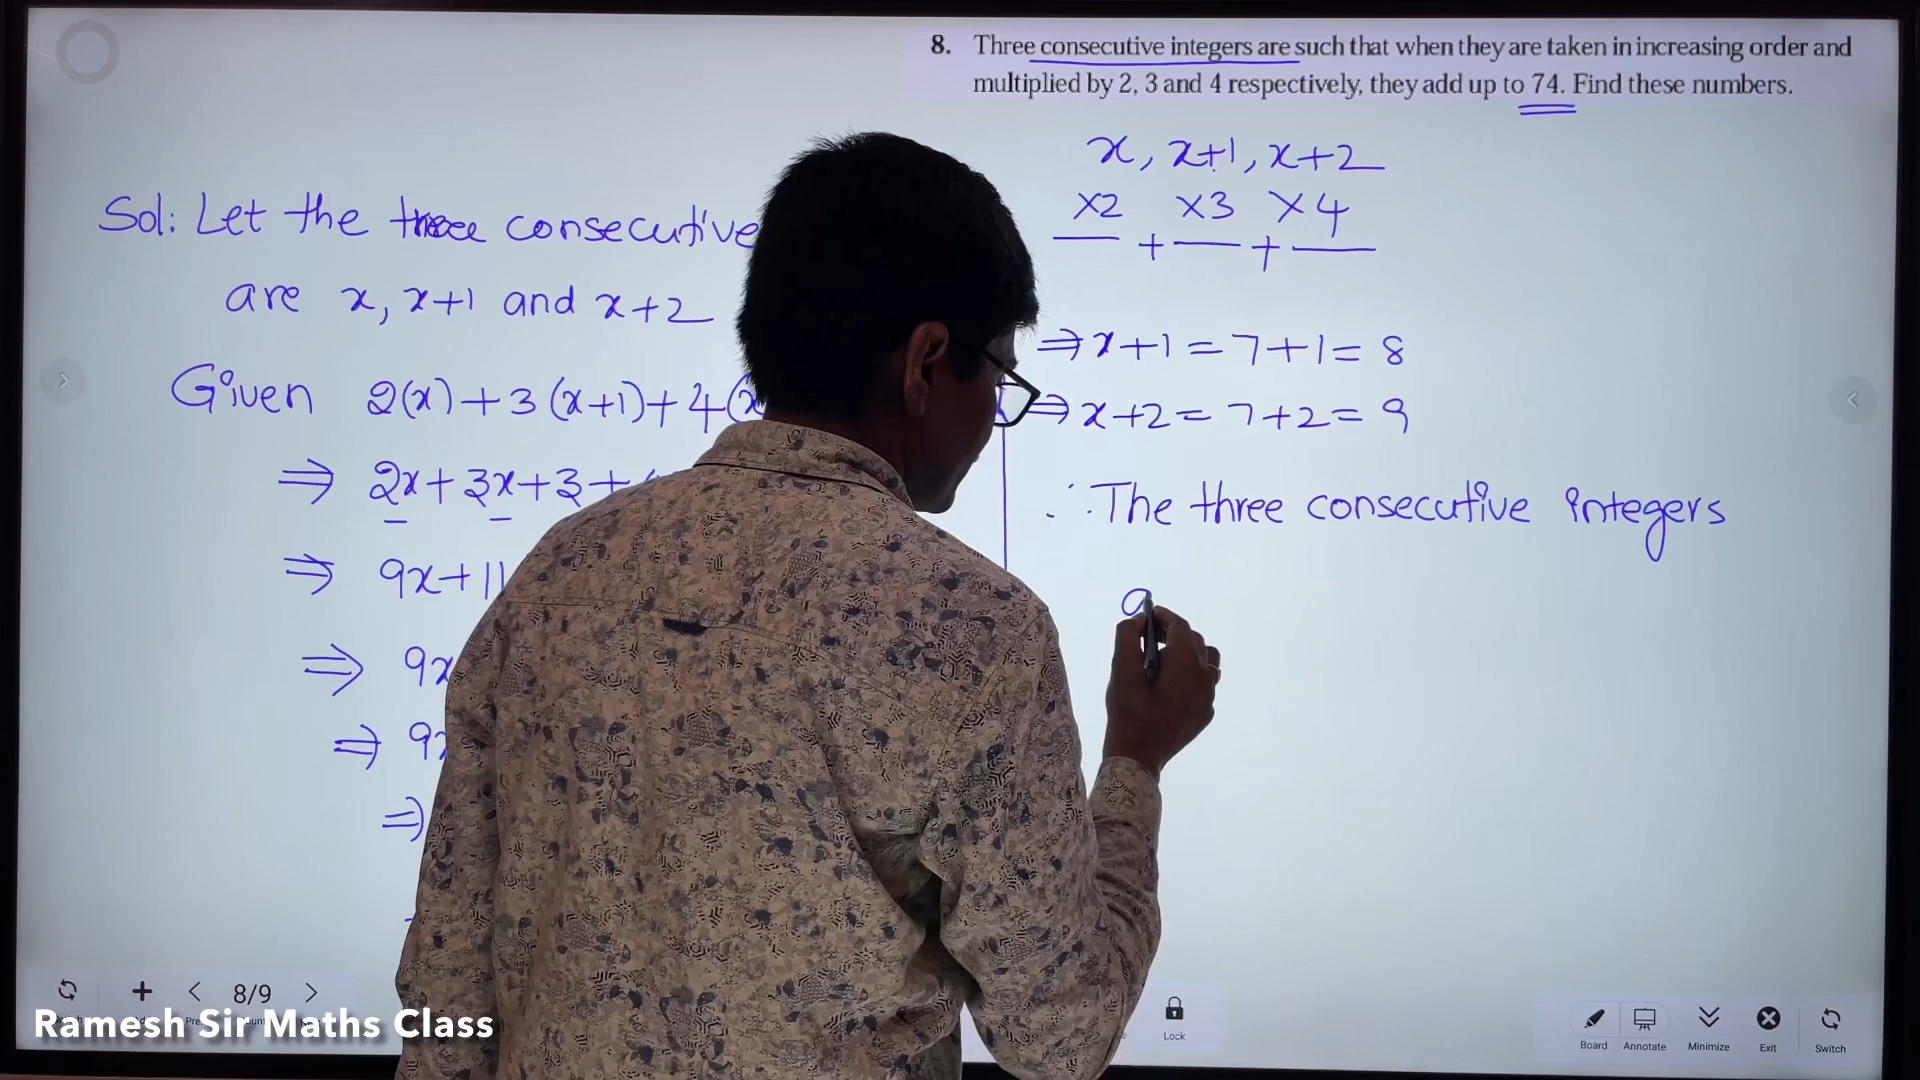 8. Three consecutive integers are such that when they are taken in increasing order and
multiplied by 2, 3 and 4 respectively, they add up to 74. Find these numbers.
x, x+1, x+2
×2 ×3 ×4
+ +
Sol: Let the three consecutive
are x, x+1 and x+2
Given 2(x)+3(x+1)+4(x
⇒ 2x+3x+3+
⇒ 9x+11
⇒ 9x
⇒ 9x
⇒
⇒ x+1=7+1=8
⇒ x+2=7+2=9
∴ The three consecutive integers
a
8/9
Lock
Board Annotate Minimize Exit Switch
Ramesh Sir Maths Class